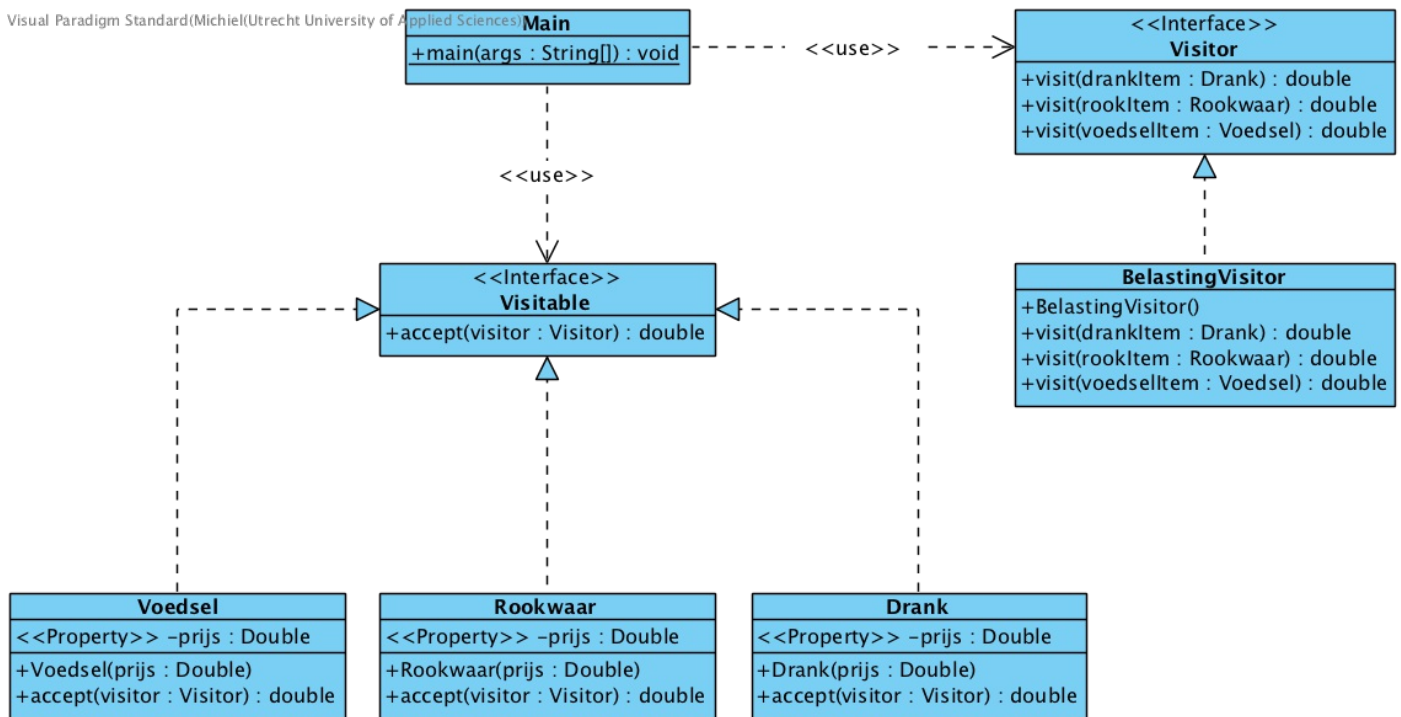 Visual Paradigm Standard(Michiel(Utrecht University of Applied Sciences))
Main
+main(args : String[]) : void
<<use>>
<<Interface>>
Visitor
+visit(drankItem : Drank) : double
+visit(rookItem : Rookwaar) : double
+visit(voedselItem : Voedsel) : double
<<use>>
<<Interface>>
Visitable
+accept(visitor : Visitor) : double
BelastingVisitor
+BelastingVisitor()
+visit(drankItem : Drank) : double
+visit(rookItem : Rookwaar) : double
+visit(voedselItem : Voedsel) : double
Voedsel
<<Property>> -prijs : Double
+Voedsel(prijs : Double)
+accept(visitor : Visitor) : double
Rookwaar
<<Property>> -prijs : Double
+Rookwaar(prijs : Double)
+accept(visitor : Visitor) : double
Drank
<<Property>> -prijs : Double
+Drank(prijs : Double)
+accept(visitor : Visitor) : double